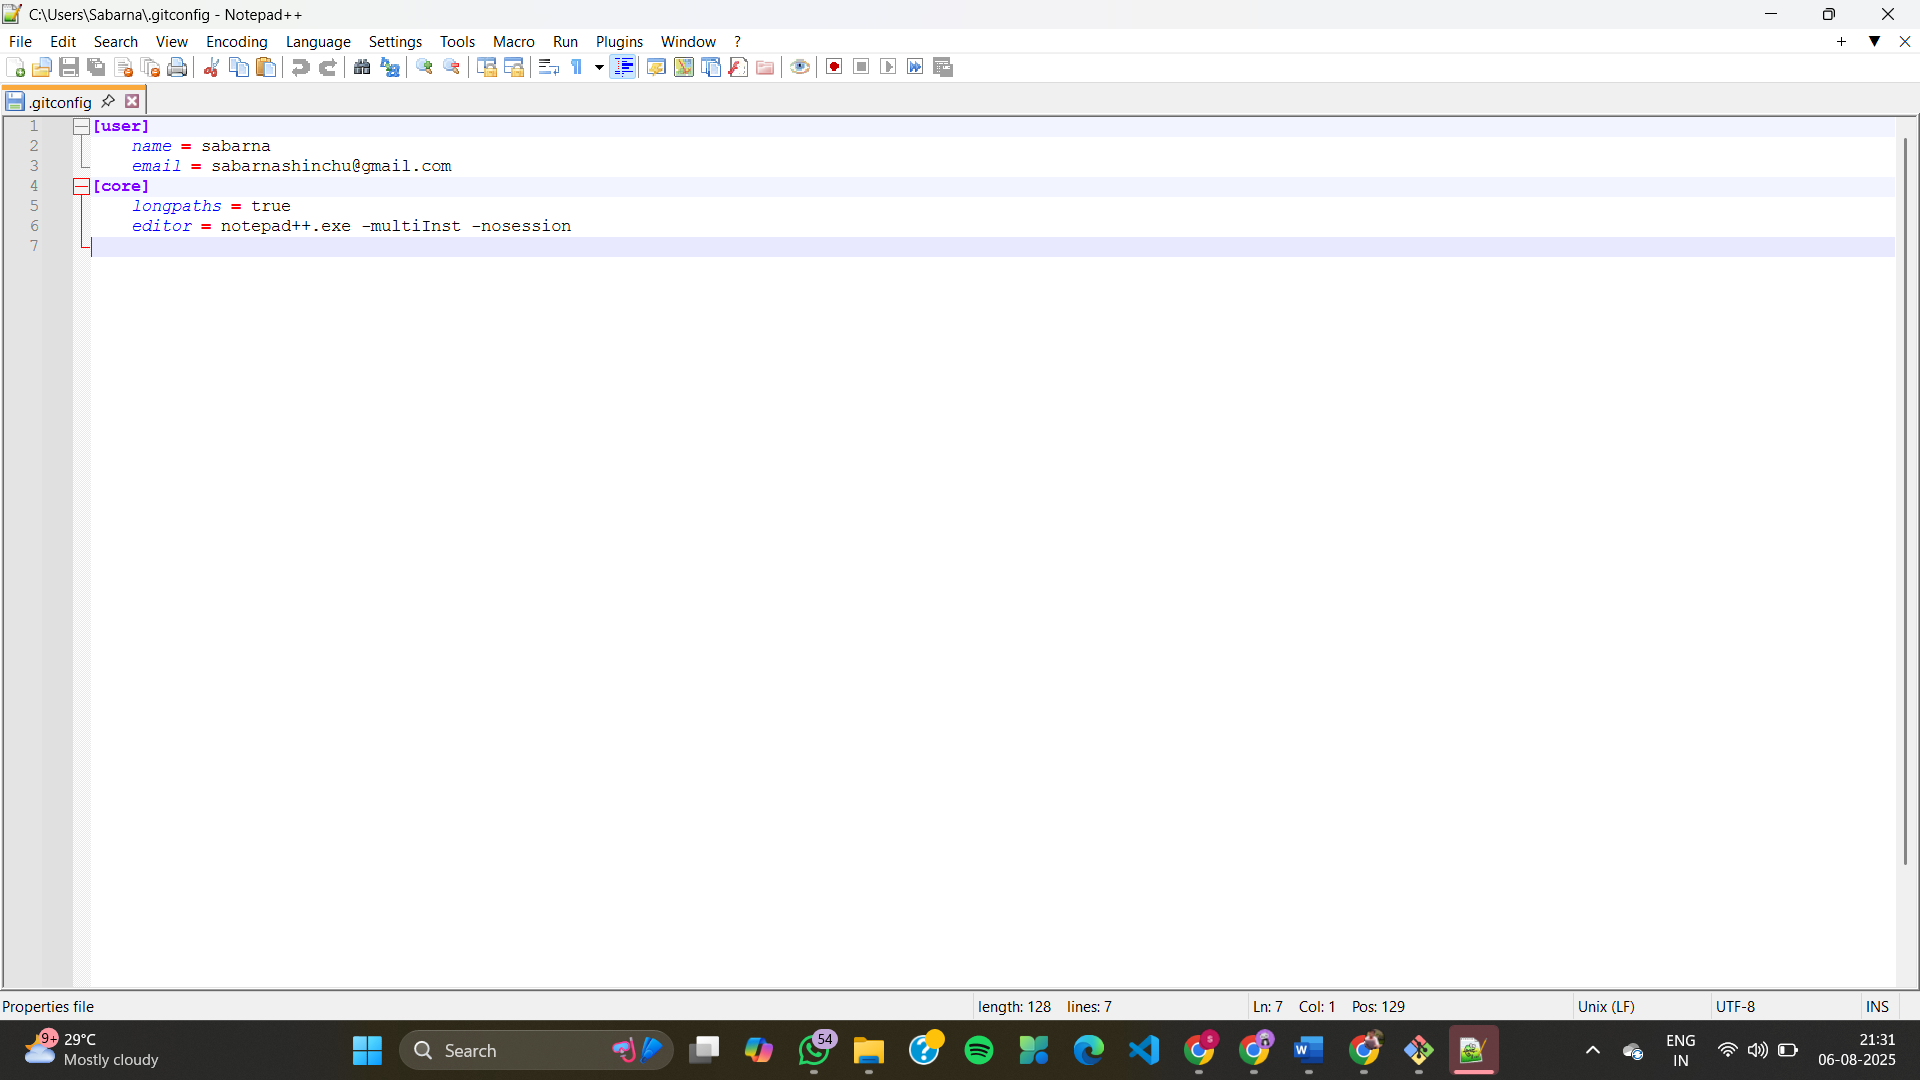 C:\Users\Sabarna\.gitconfig - Notepad++
File Edit Search View Encoding Language Settings Tools Macro Run Plugins Window ?
.gitconfig
1 [user]
2 name = sabarna
3 email = sabarnashinchu@gmail.com
4 [core]
5 longpaths = true
6 editor = notepad++.exe -multiInst -nosession
7
Properties file length: 128 lines: 7 Ln: 7 Col: 1 Pos: 129 Unix (LF) UTF-8 INS
9+ 29°C
Mostly cloudy
Search
54
ENG
IN
21:31
06-08-2025